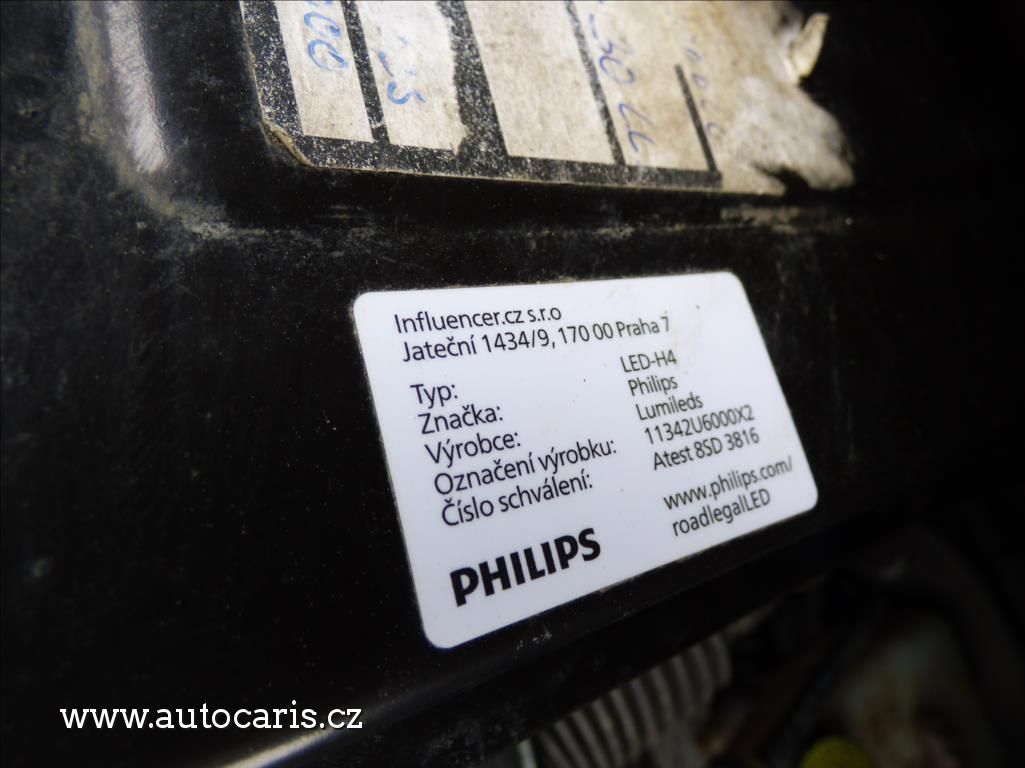 Influencer.cz s.r.o
Jateční 1434/9, 170 00 Praha 7
Typ: LED-H4
Značka: Philips
Výrobce: Lumileds
Označení výrobku: 11342U6000X2
Číslo schválení: Atest 8SD 3816
www.philips.com/
roadlegalLED
PHILIPS
www.autocaris.cz